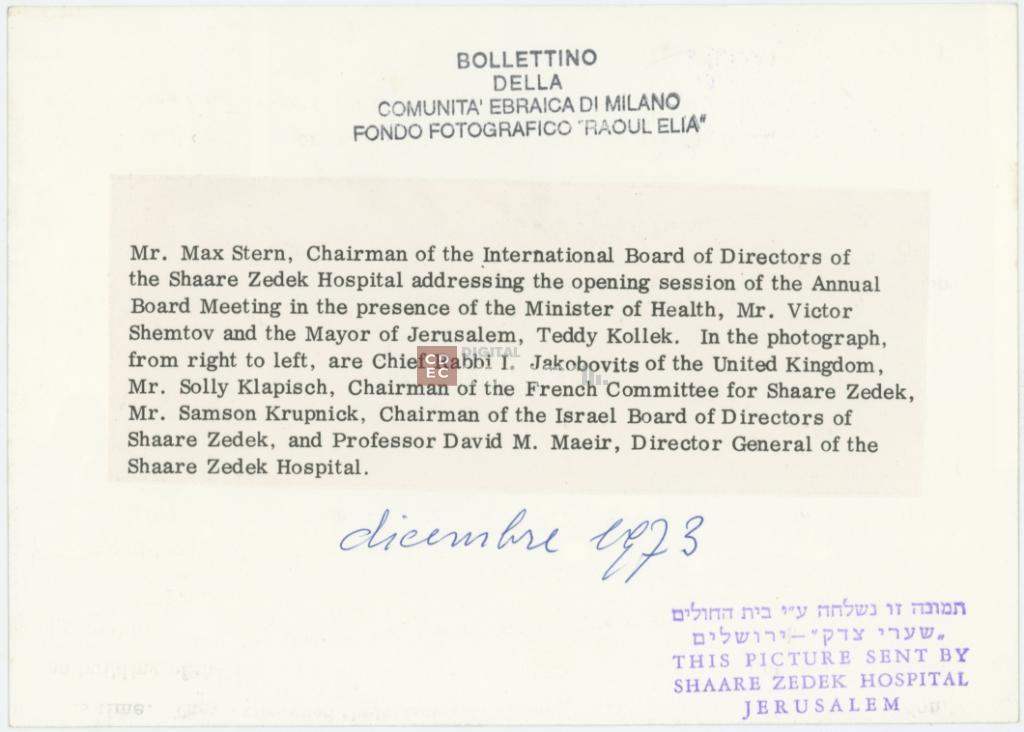 BOLLETTINO
DELLA
COMUNITA' EBRAICA DI MILANO
FONDO FOTOGRAFICO "RAOUL ELIA"
Mr. Max Stern, Chairman of the International Board of Directors of
the Shaare Zedek Hospital addressing the opening session of the Annual
Board Meeting in the presence of the Minister of Health, Mr. Victor
Shemtov and the Mayor of Jerusalem, Teddy Kollek. In the photograph,
from right to left, are Chief Rabbi I. Jakobovits of the United Kingdom,
Mr. Solly Klapisch, Chairman of the French Committee for Shaare Zedek,
Mr. Samson Krupnick, Chairman of the Israel Board of Directors of
Shaare Zedek, and Professor David M. Maeir, Director General of the
Shaare Zedek Hospital.
CD
EC
DIGITAL
dicembre 1973
תמונה זו נשלחה ע״י בית החולים
„שערי צדק״ – ירושלים
THIS PICTURE SENT BY
SHAARE ZEDEK HOSPITAL
JERUSALEM